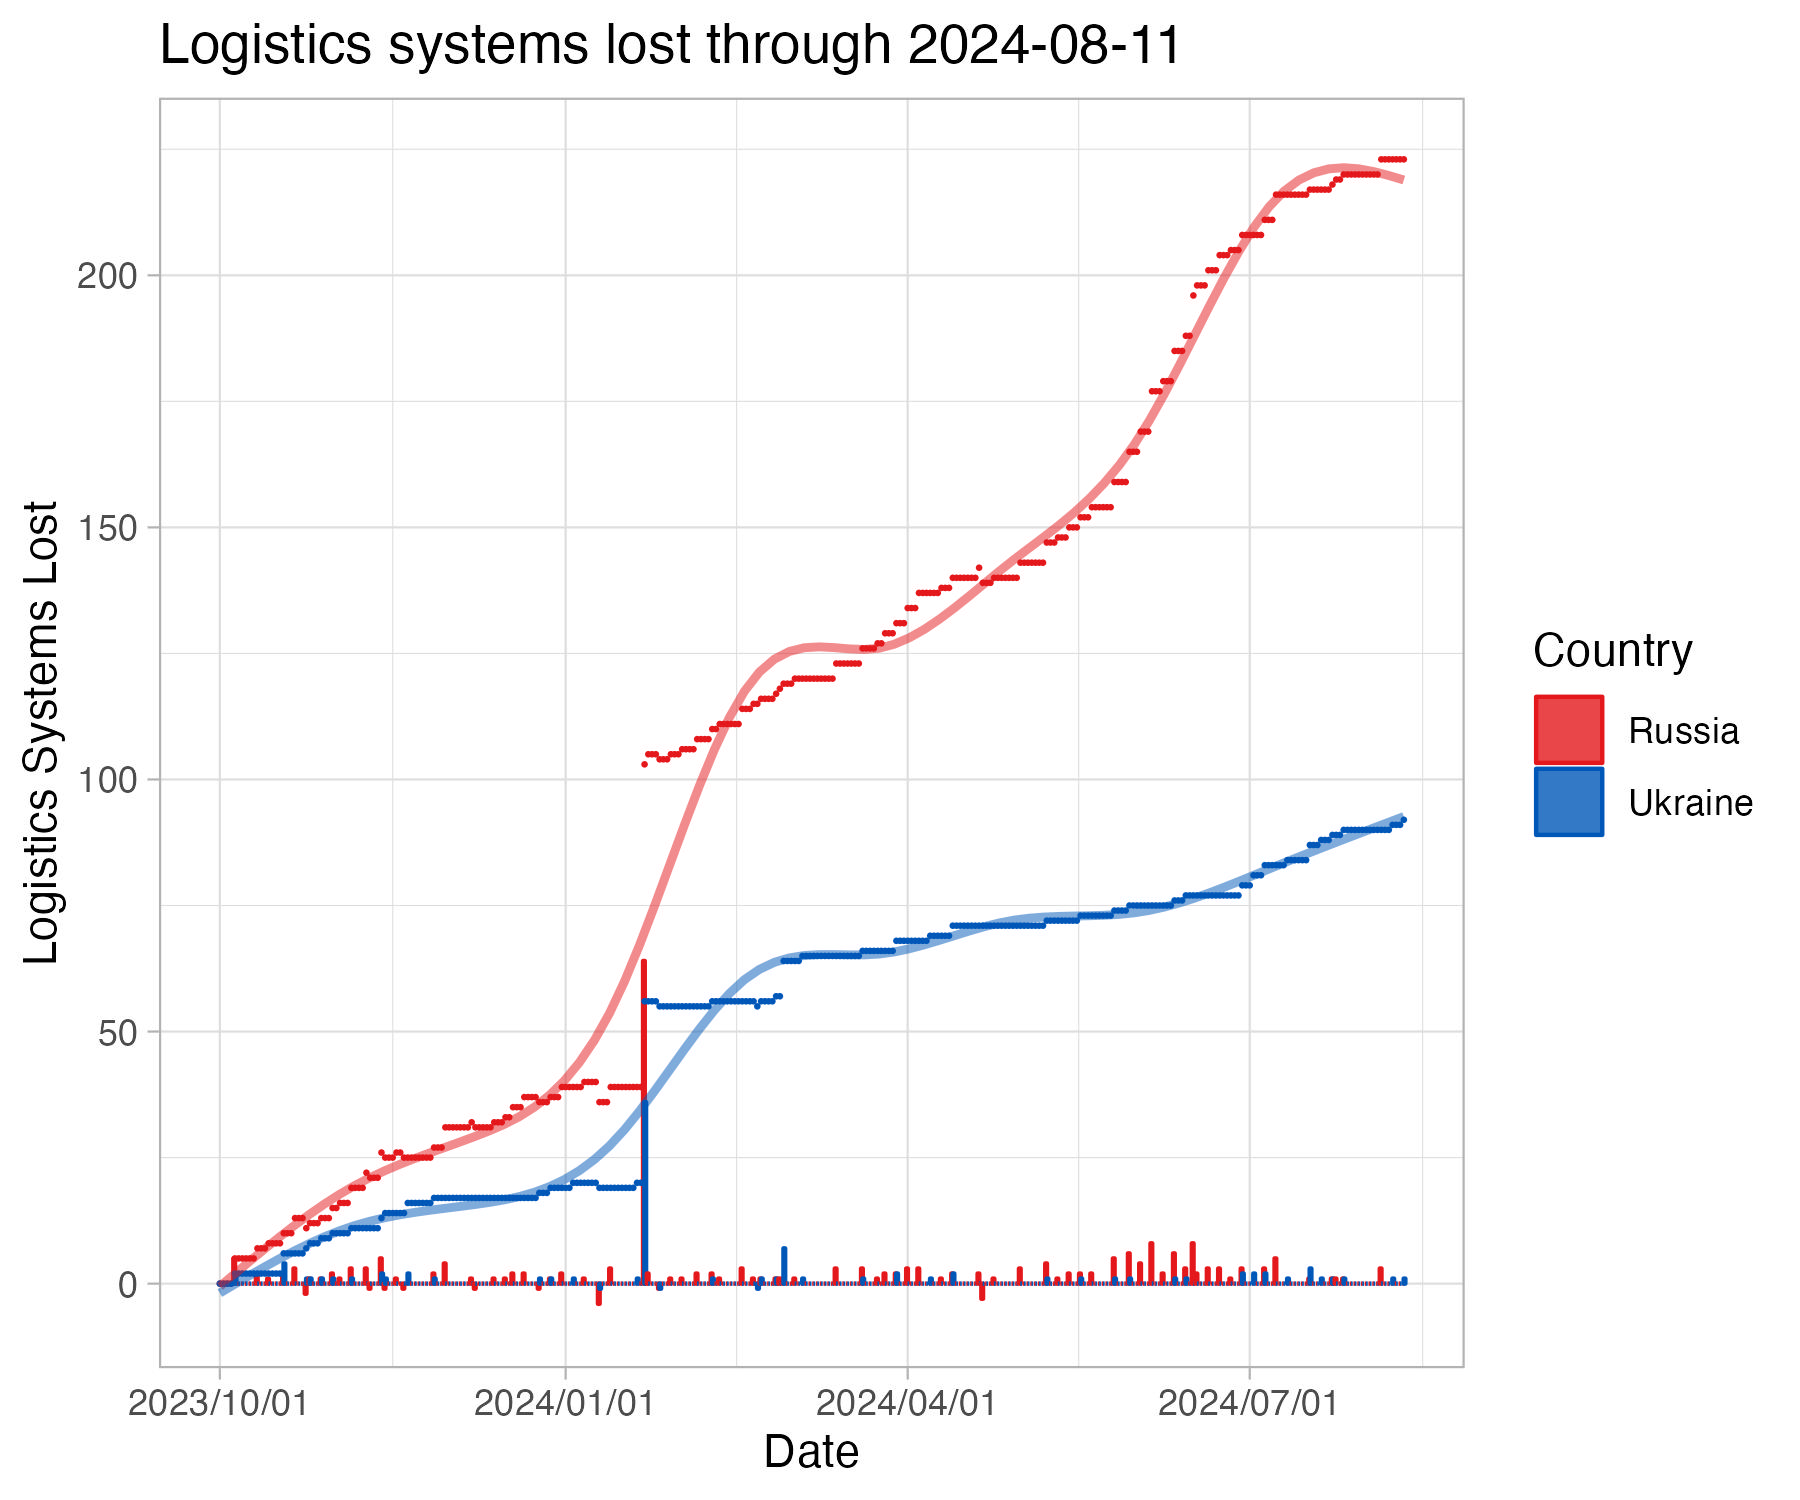 Logistics systems lost through 2024-08-11
Logistics Systems Lost
200
150
100
50
0
2023/10/01
2024/01/01
2024/04/01
2024/07/01
Date
Country
Russia
Ukraine